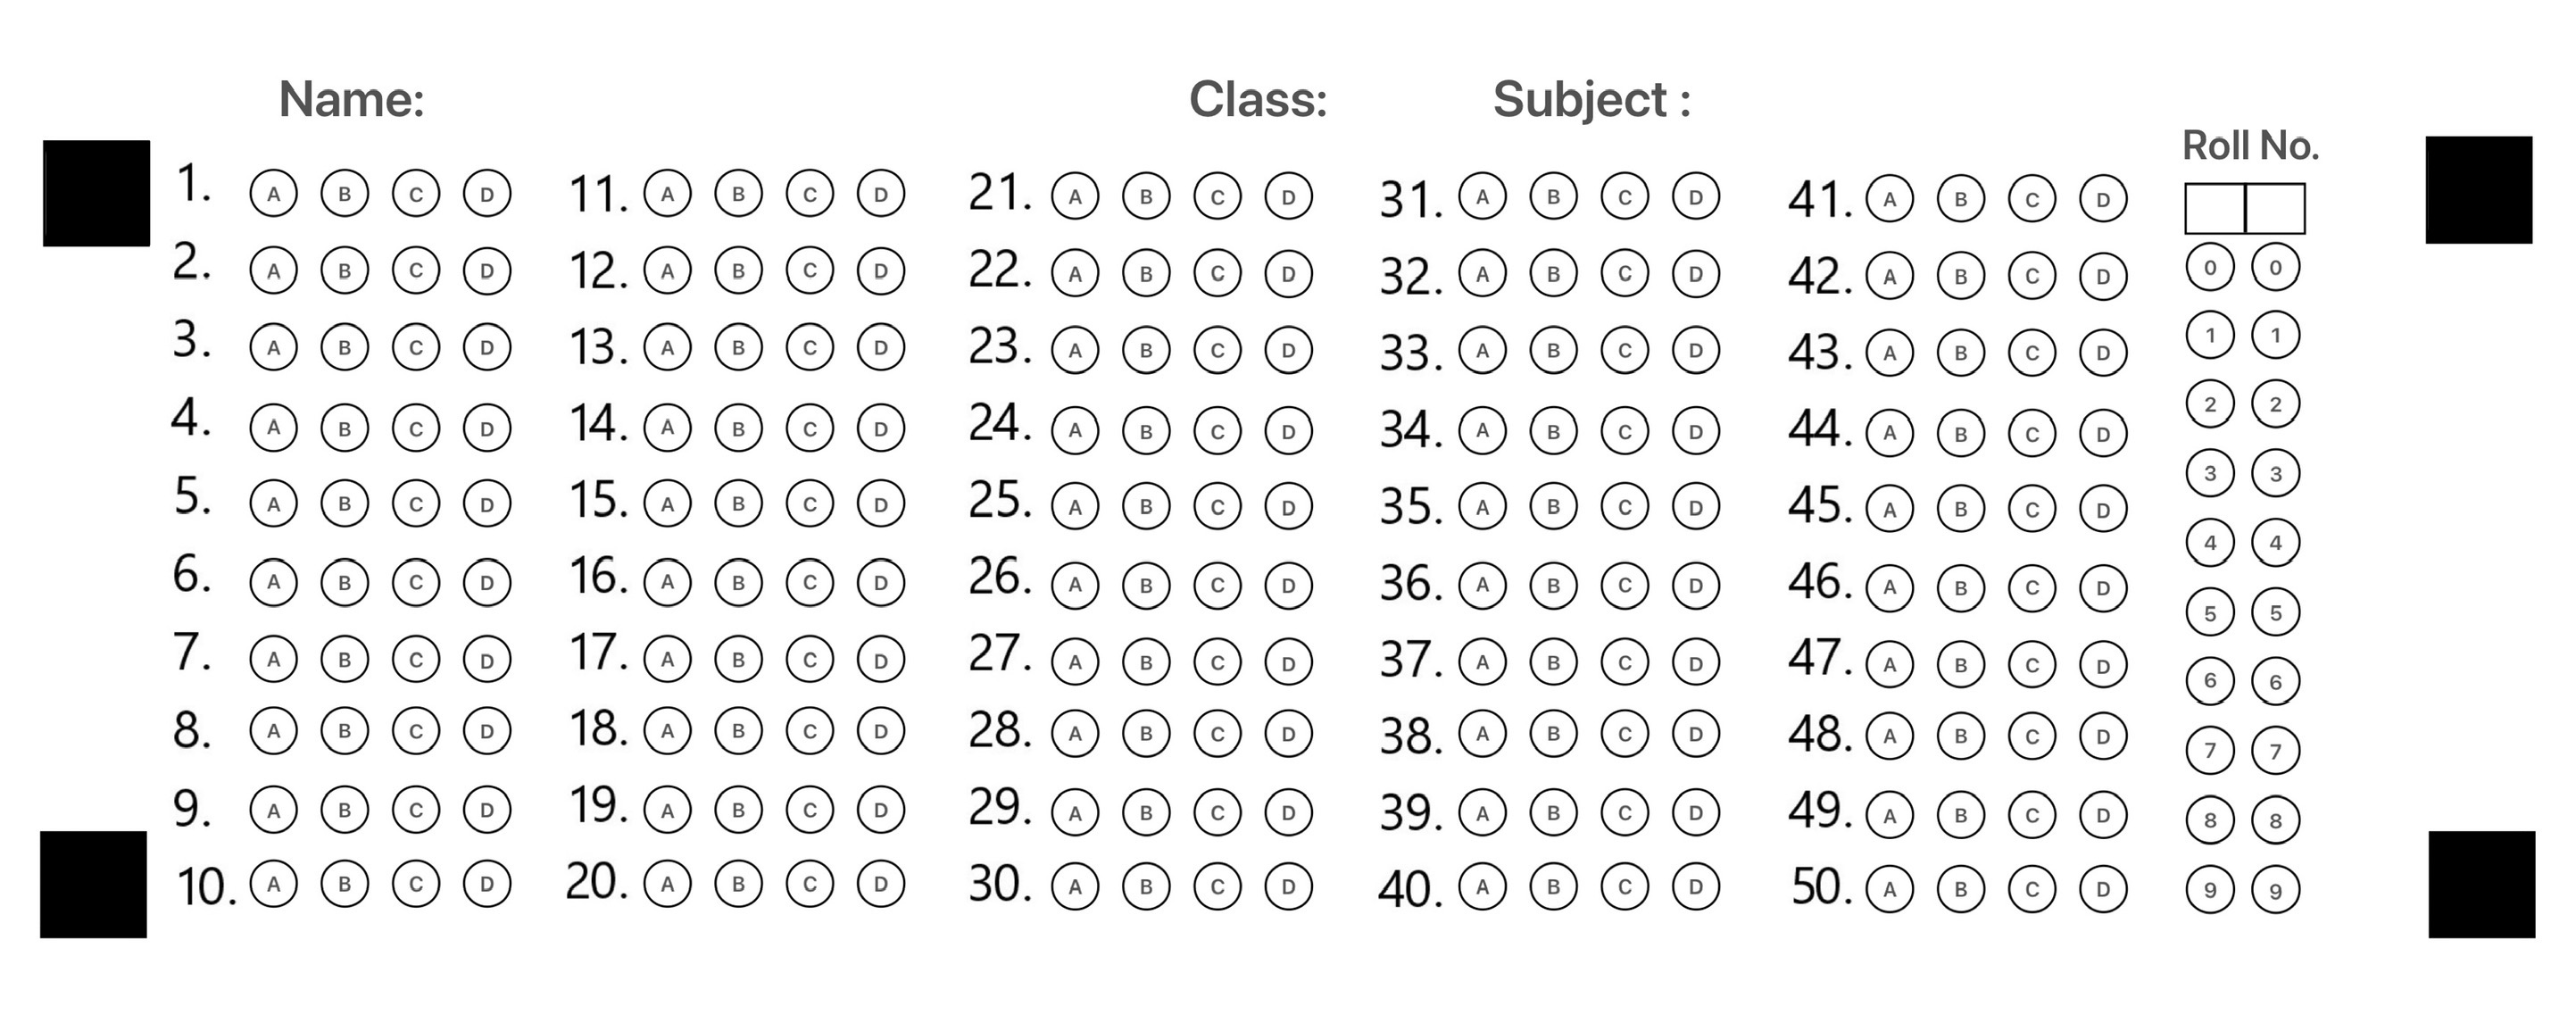 Name: Class: Subject :
Roll No.
1. A B C D 11. A B C D 21. A B C D 31. A B C D 41. A B C D
2. A B C D 12. A B C D 22. A B C D 32. A B C D 42. A B C D 0 0
3. A B C D 13. A B C D 23. A B C D 33. A B C D 43. A B C D 1 1
4. A B C D 14. A B C D 24. A B C D 34. A B C D 44. A B C D 2 2
5. A B C D 15. A B C D 25. A B C D 35. A B C D 45. A B C D 3 3
4 4
6. A B C D 16. A B C D 26. A B C D 36. A B C D 46. A B C D 5 5
7. A B C D 17. A B C D 27. A B C D 37. A B C D 47. A B C D 6 6
8. A B C D 18. A B C D 28. A B C D 38. A B C D 48. A B C D 7 7
9. A B C D 19. A B C D 29. A B C D 39. A B C D 49. A B C D 8 8
10. A B C D 20. A B C D 30. A B C D 40. A B C D 50. A B C D 9 9